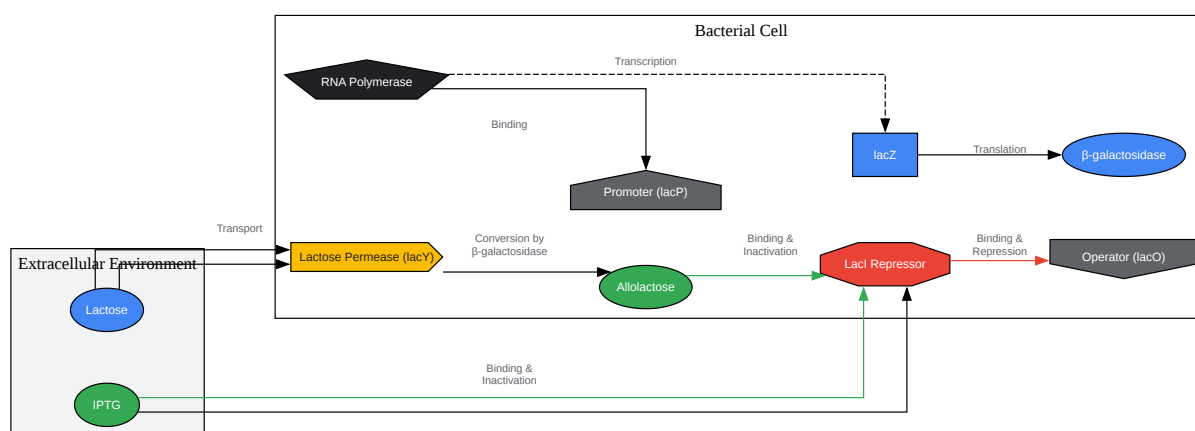 Bacterial Cell
RNA Polymerase
Transcription
Binding
lacZ
Translation
β-galactosidase
Promoter (lacP)
Transport
Extracellular Environment
Lactose
Lactose Permease (lacY)
Conversion by
β-galactosidase
Allolactose
Binding &
Inactivation
LacI Repressor
Binding &
Repression
Operator (lacO)
Binding &
Inactivation
IPTG